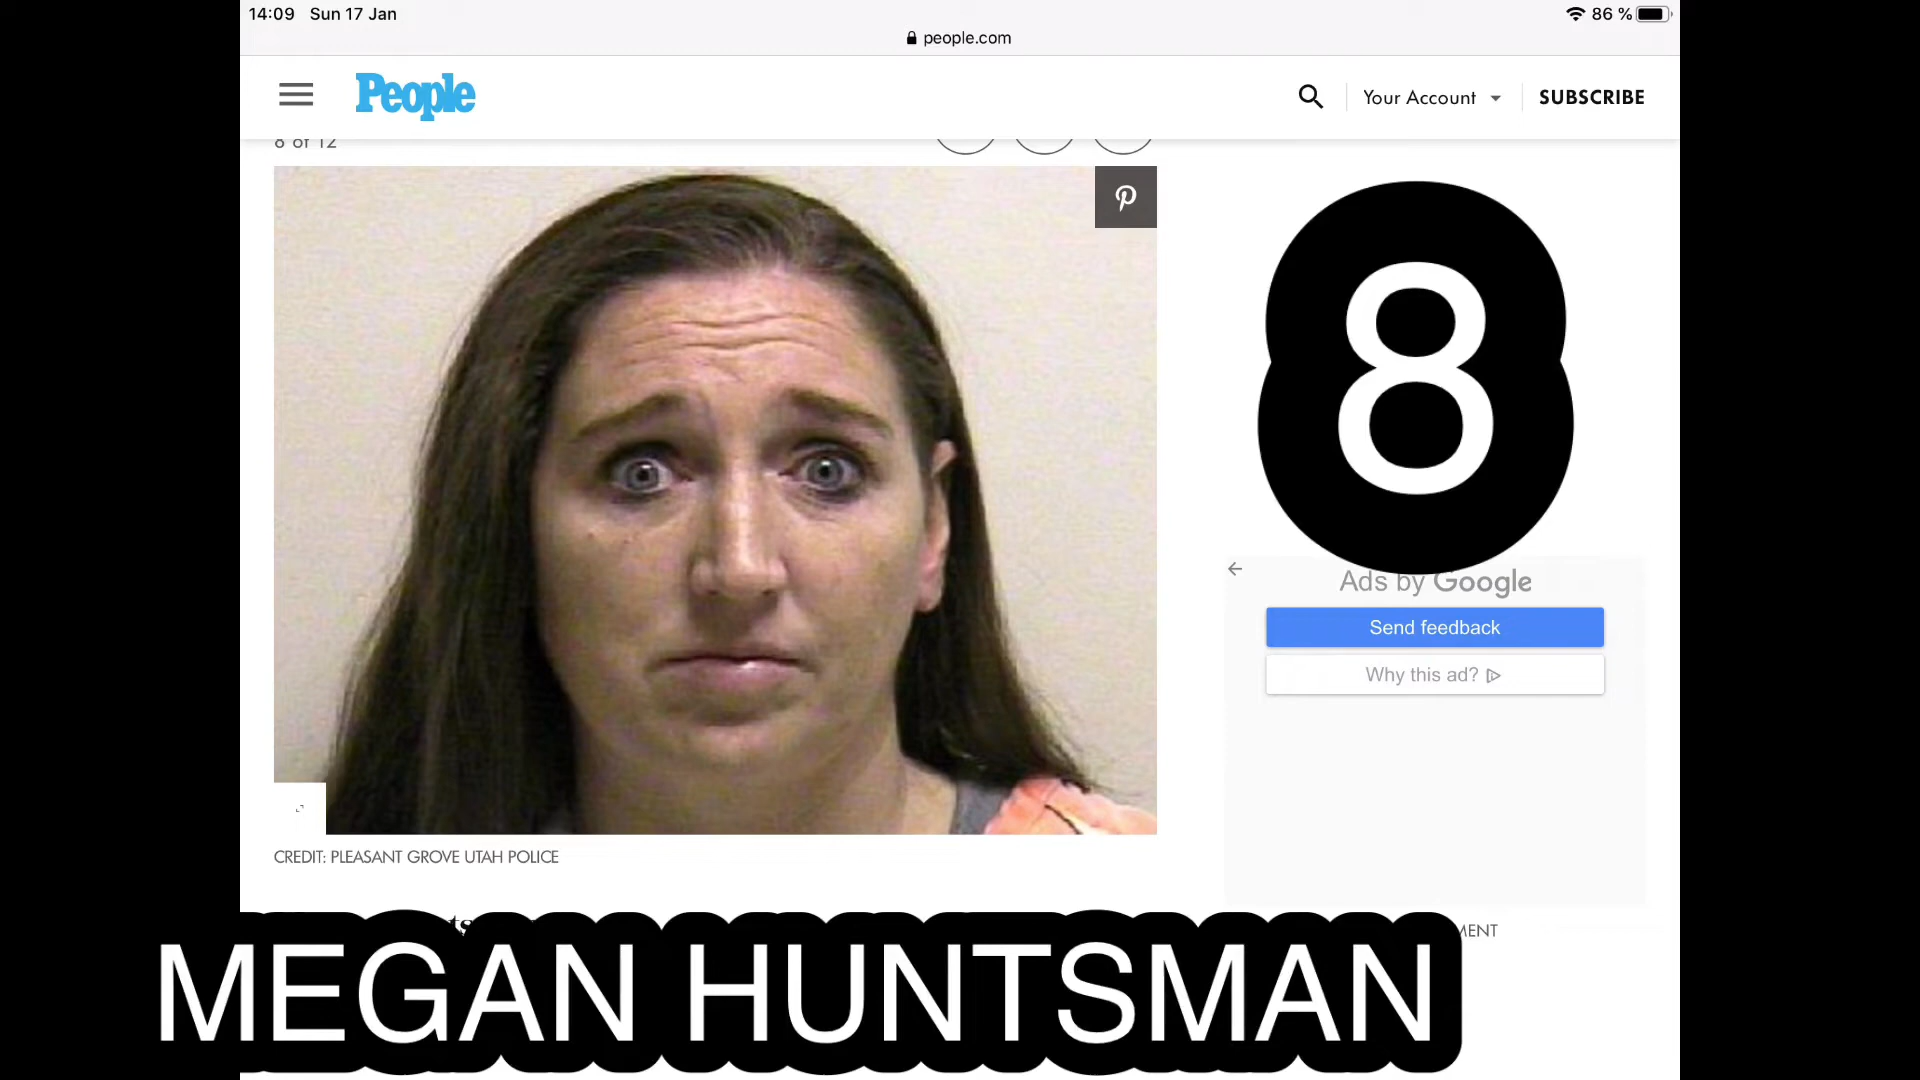 14:09 Sun 17 Jan
86 %
people.com
People
Your Account
SUBSCRIBE
8 of 12
8
Ads by Google
Send feedback
Why this ad?
CREDIT: PLEASANT GROVE UTAH POLICE
MENT
MEGAN HUNTSMAN